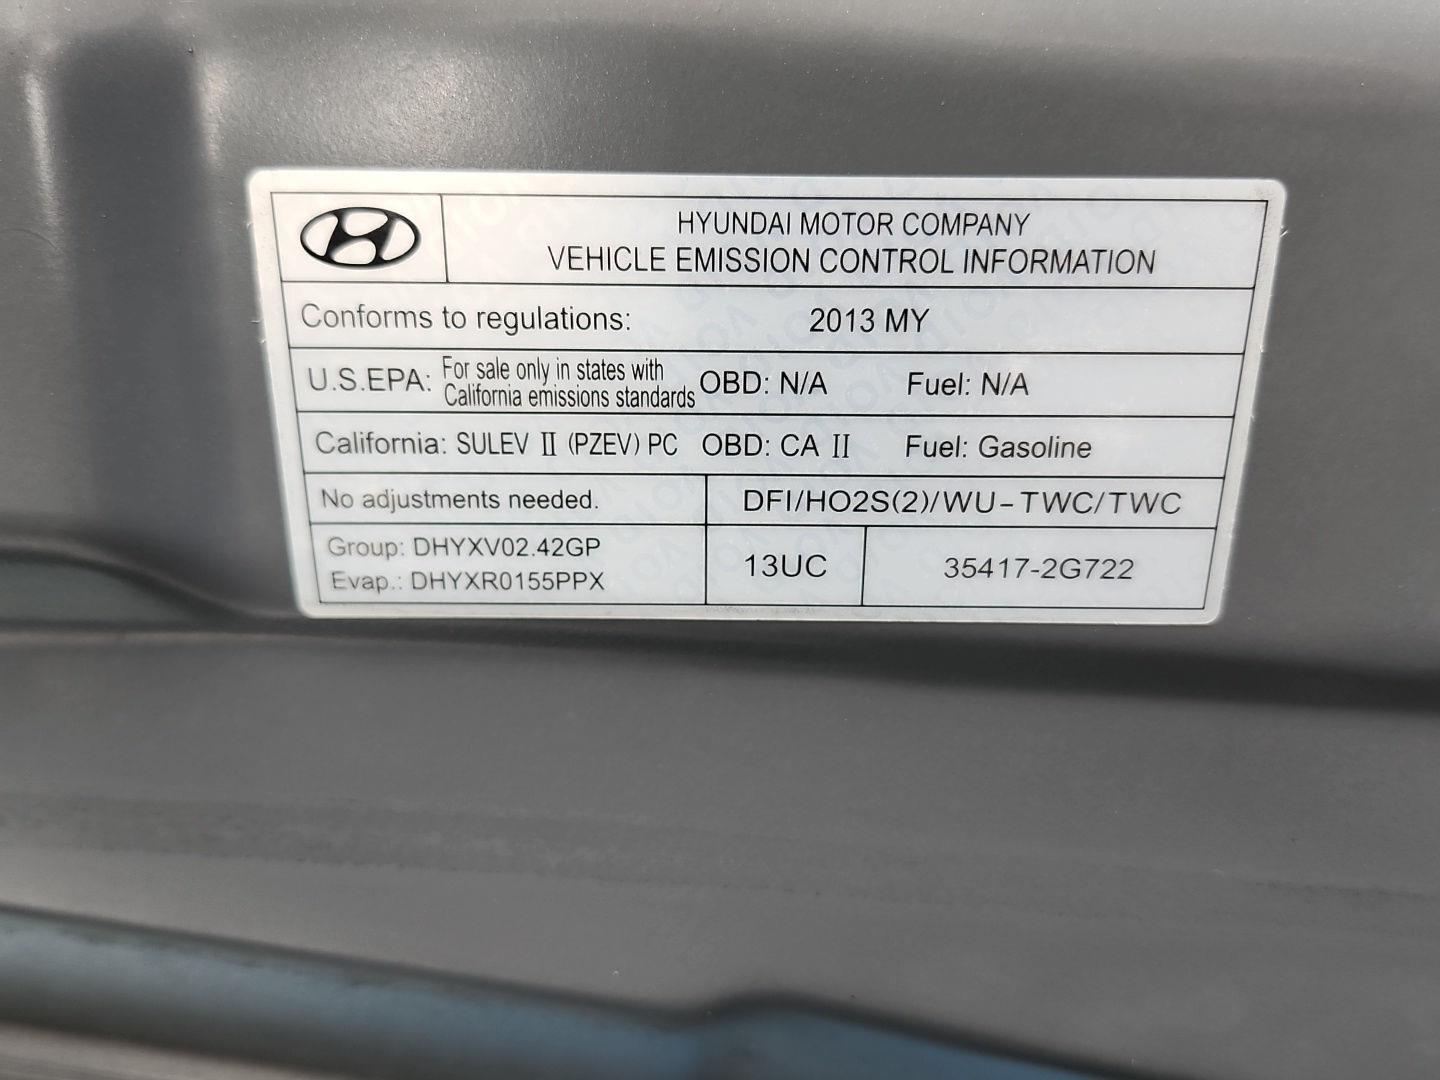 HYUNDAI MOTOR COMPANY
VEHICLE EMISSION CONTROL INFORMATION
Conforms to regulations: 2013 MY
U.S.EPA: For sale only in states with California emissions standards OBD: N/A Fuel: N/A
California: SULEV II (PZEV) PC OBD: CA II Fuel: Gasoline
No adjustments needed. DFI/HO2S(2)/WU-TWC/TWC
Group: DHYXV02.42GP
Evap.: DHYXR0155PPX
13UC 35417-2G722